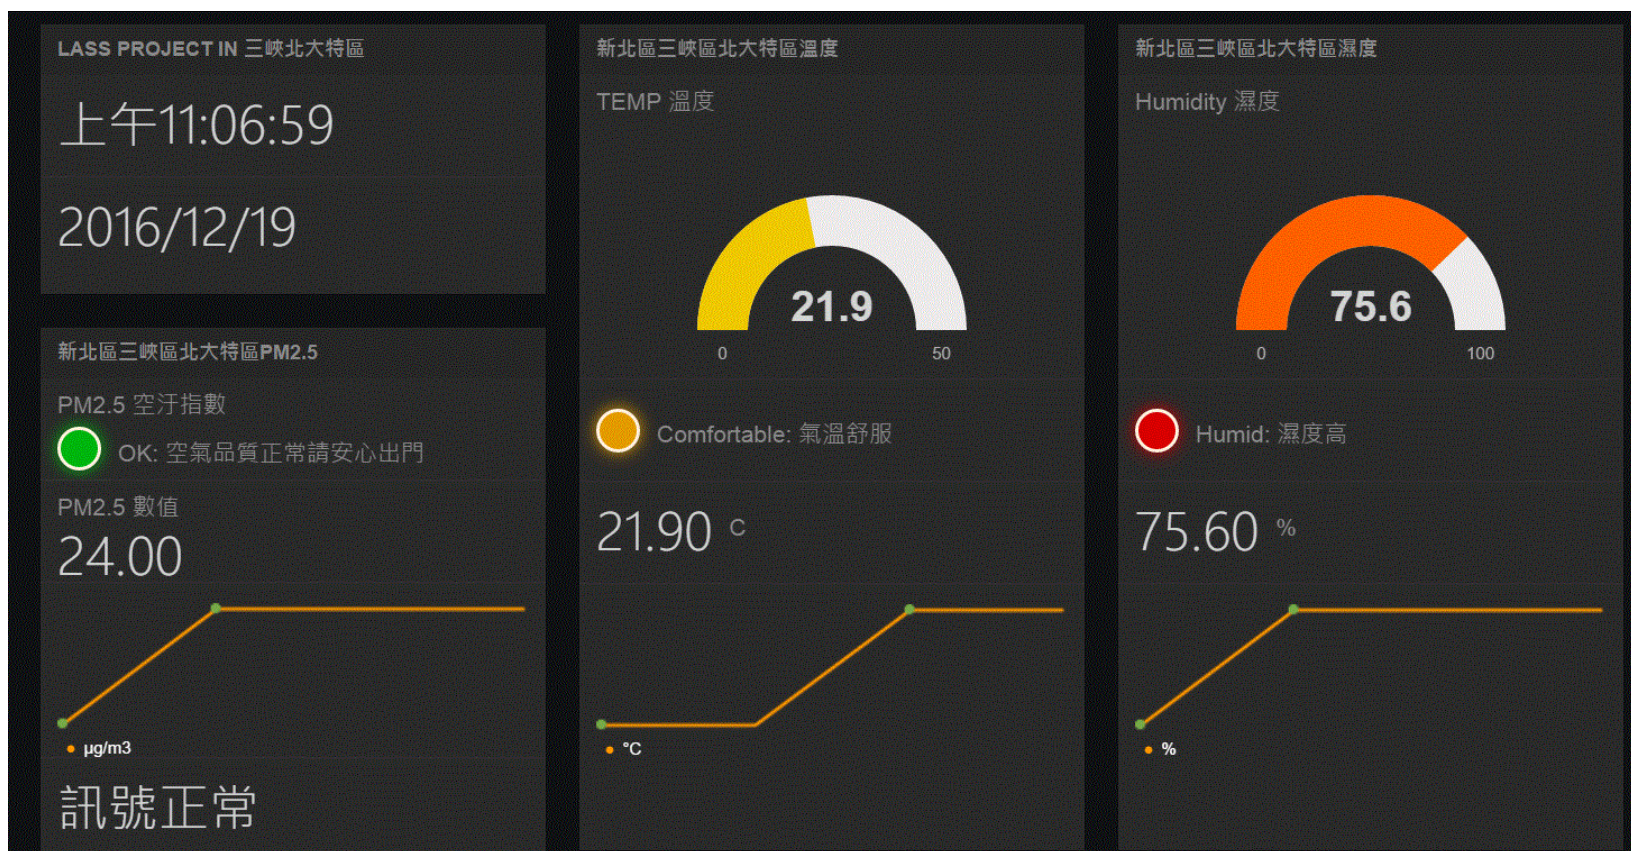 LASS PROJECT IN 三峽北大特區
上午11:06:59
2016/12/19
新北區三峽區北大特區PM2.5
PM2.5 空汙指數
OK: 空氣品質正常請安心出門
PM2.5 數值
24.00
μg/m3
訊號正常
新北區三峽區北大特區溫度
TEMP 溫度
21.9
0
50
Comfortable: 氣溫舒服
21.90 C
°C
新北區三峽區北大特區濕度
Humidity 濕度
75.6
0
100
Humid: 濕度高
75.60 %
%